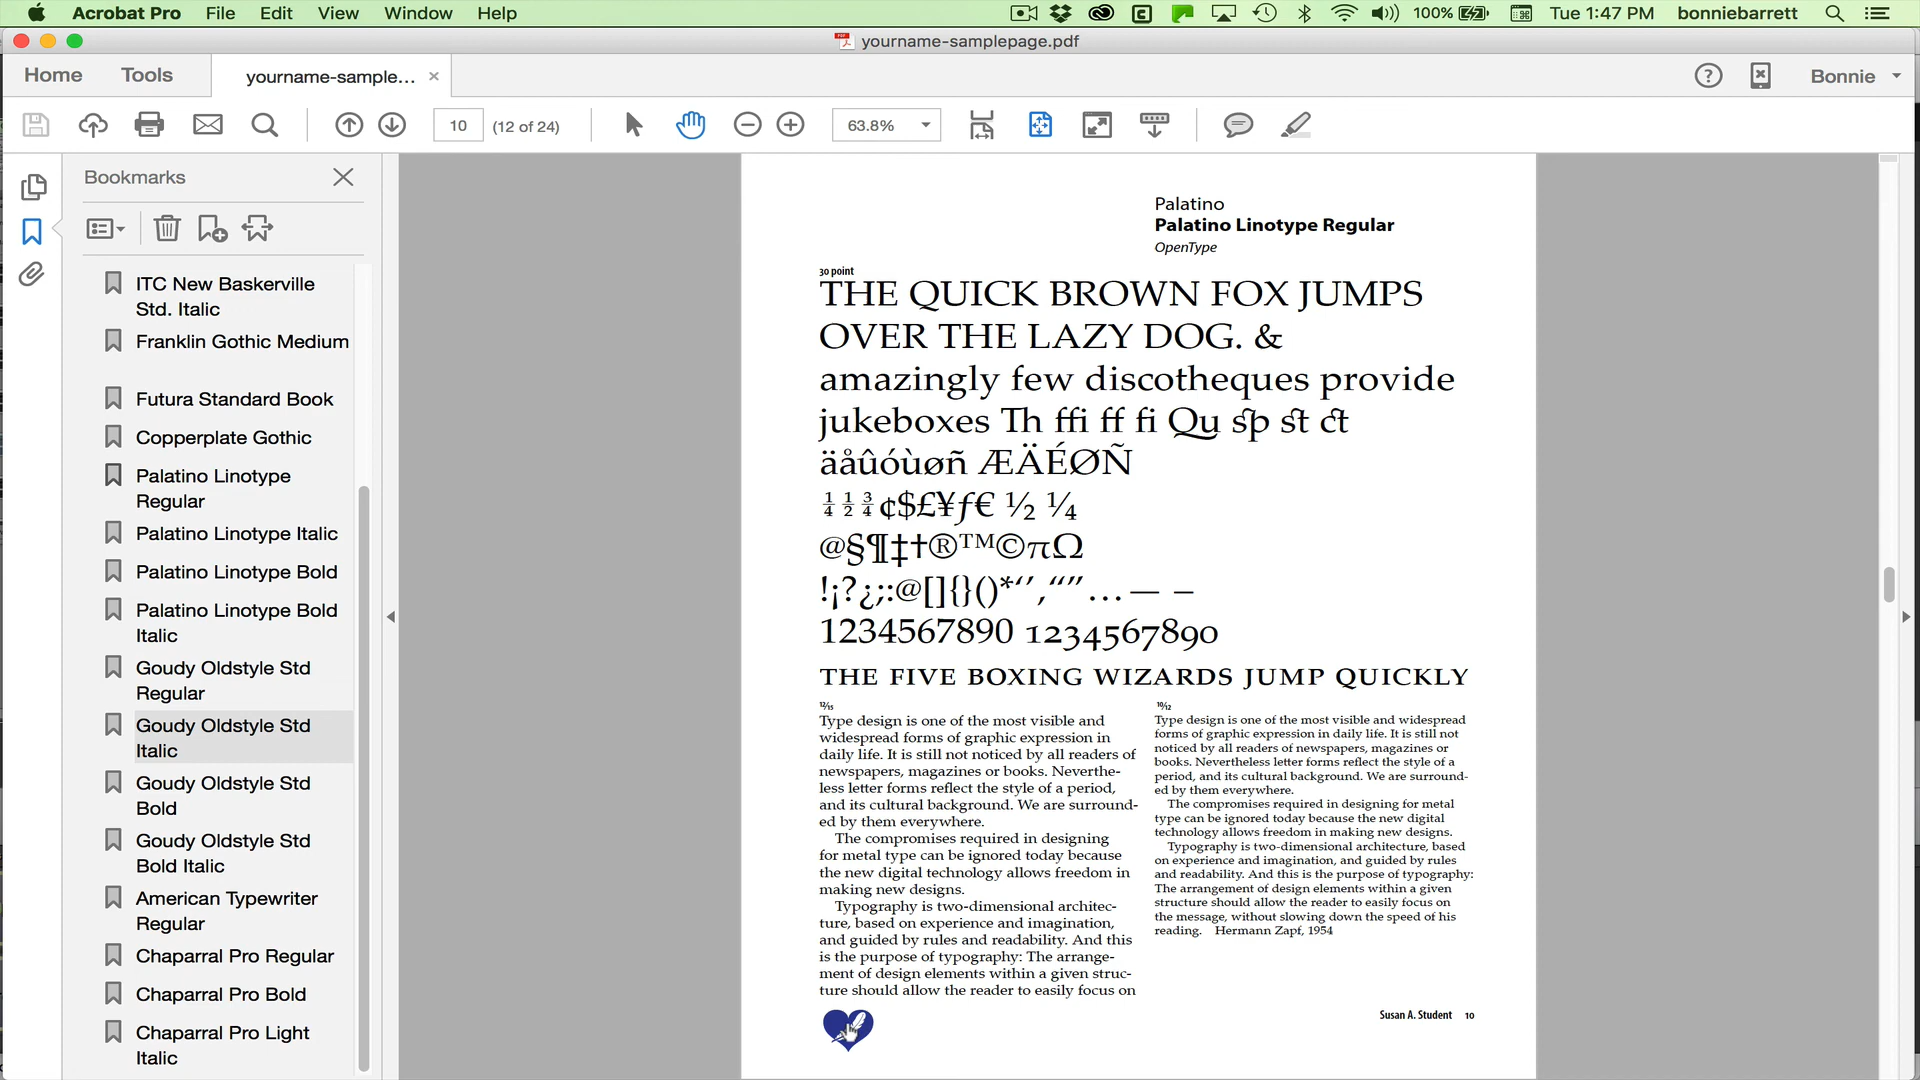 Acrobat Pro File Edit View Window Help 100% Tue 1:47 PM bonniebarrett
yourname-samplepage.pdf
Home Tools yourname-sample... × Bonnie
10 (12 of 24) 63.8%
Bookmarks
ITC New Baskerville
Std. Italic
Franklin Gothic Medium
Futura Standard Book
Copperplate Gothic
Palatino Linotype
Regular
Palatino Linotype Italic
Palatino Linotype Bold
Palatino Linotype Bold
Italic
Goudy Oldstyle Std
Regular
Goudy Oldstyle Std
Italic
Goudy Oldstyle Std
Bold
Goudy Oldstyle Std
Bold Italic
American Typewriter
Regular
Chaparral Pro Regular
Chaparral Pro Bold
Chaparral Pro Light
Italic
Palatino
Palatino Linotype Regular
OpenType
30 point
THE QUICK BROWN FOX JUMPS
OVER THE LAZY DOG. &
amazingly few discotheques provide
jukeboxes Th ffi ff fi Qu sp st ct
äåûóùøñ ÆÄÉØÑ
¼ ½ ¾ ¢$£¥ƒ€ ½ ¼
@§¶‡†®™©πΩ
!¡?¿;:@[]{}()*‘’,“”…— –
1234567890 1234567890
THE FIVE BOXING WIZARDS JUMP QUICKLY
12/15
Type design is one of the most visible and
widespread forms of graphic expression in
daily life. It is still not noticed by all readers of
newspapers, magazines or books. Neverthe-
less letter forms reflect the style of a period,
and its cultural background. We are surround-
ed by them everywhere.
The compromises required in designing
for metal type can be ignored today because
the new digital technology allows freedom in
making new designs.
Typography is two-dimensional architec-
ture, based on experience and imagination,
and guided by rules and readability. And this
is the purpose of typography: The arrange-
ment of design elements within a given struc-
ture should allow the reader to easily focus on
10/12
Type design is one of the most visible and widespread
forms of graphic expression in daily life. It is still not
noticed by all readers of newspapers, magazines or
books. Nevertheless letter forms reflect the style of a
period, and its cultural background. We are surround-
ed by them everywhere.
The compromises required in designing for metal
type can be ignored today because the new digital
technology allows freedom in making new designs.
Typography is two-dimensional architecture, based
on experience and imagination, and guided by rules
and readability. And this is the purpose of typography:
The arrangement of design elements within a given
structure should allow the reader to easily focus on
the message, without slowing down the speed of his
reading. Hermann Zapf, 1954
Susan A. Student 10